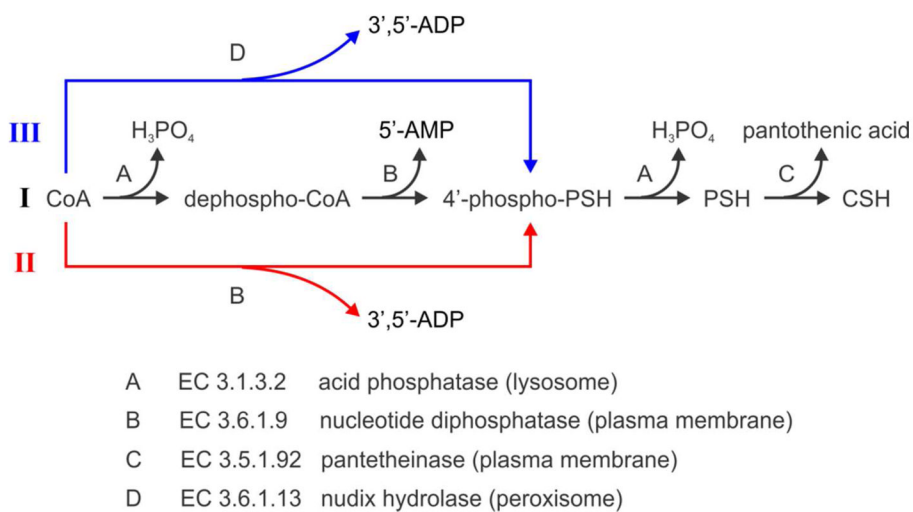 3',5'-ADP
D
III
H₃PO₄
5'-AMP
H₃PO₄
pantothenic acid
A
B
A
C
I CoA dephospho-CoA 4'-phospho-PSH PSH CSH
II
B
3',5'-ADP
A EC 3.1.3.2 acid phosphatase (lysosome)
B EC 3.6.1.9 nucleotide diphosphatase (plasma membrane)
C EC 3.5.1.92 pantetheinase (plasma membrane)
D EC 3.6.1.13 nudix hydrolase (peroxisome)